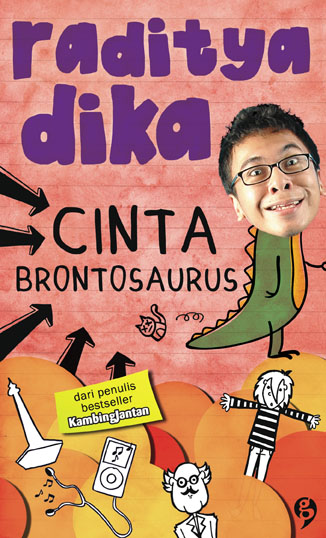 raditya
dika
CINTA
BRONTOSAURUS
dari penulis
bestseller
KambingJantan
g